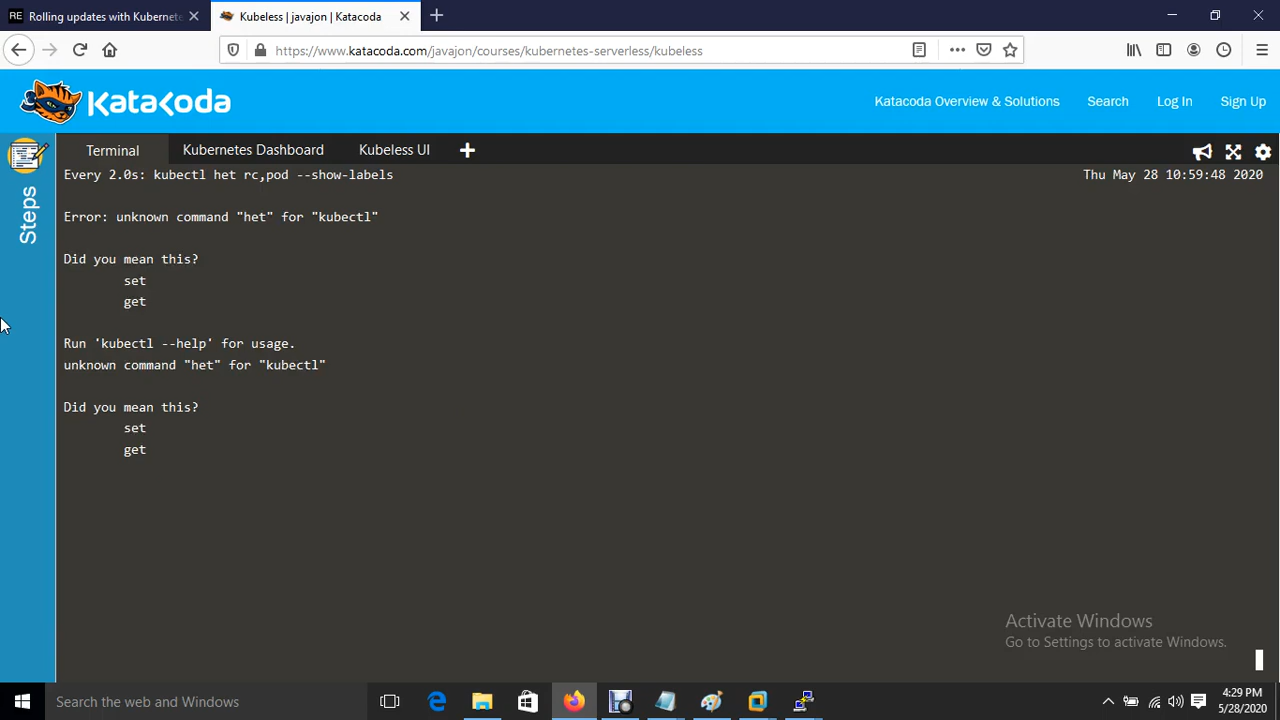 Rolling updates with Kubernete
Kubeless | javajon | Katacoda
https://www.katacoda.com/javajon/courses/kubernetes-serverless/kubeless
Katacoda
Katacoda Overview & Solutions
Search
Log In
Sign Up
Steps
Terminal
Kubernetes Dashboard
Kubeless UI
Every 2.0s: kubectl het rc,pod --show-labels
Thu May 28 10:59:48 2020
Error: unknown command "het" for "kubectl"
Did you mean this?
set
get
Run 'kubectl --help' for usage.
unknown command "het" for "kubectl"
Did you mean this?
set
get
Activate Windows
Go to Settings to activate Windows.
Search the web and Windows
4:29 PM
5/28/2020